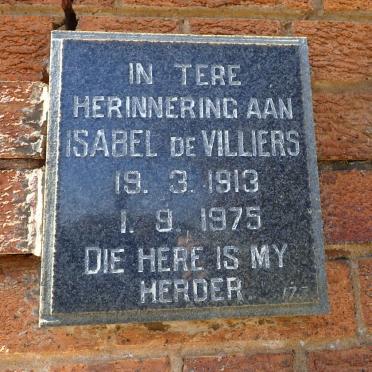 IN TERE
HERINNERING AAN
ISABEL DE VILLIERS
19. 3. 1913
1. 9. 1975
DIE HERE IS MY
HERDER.